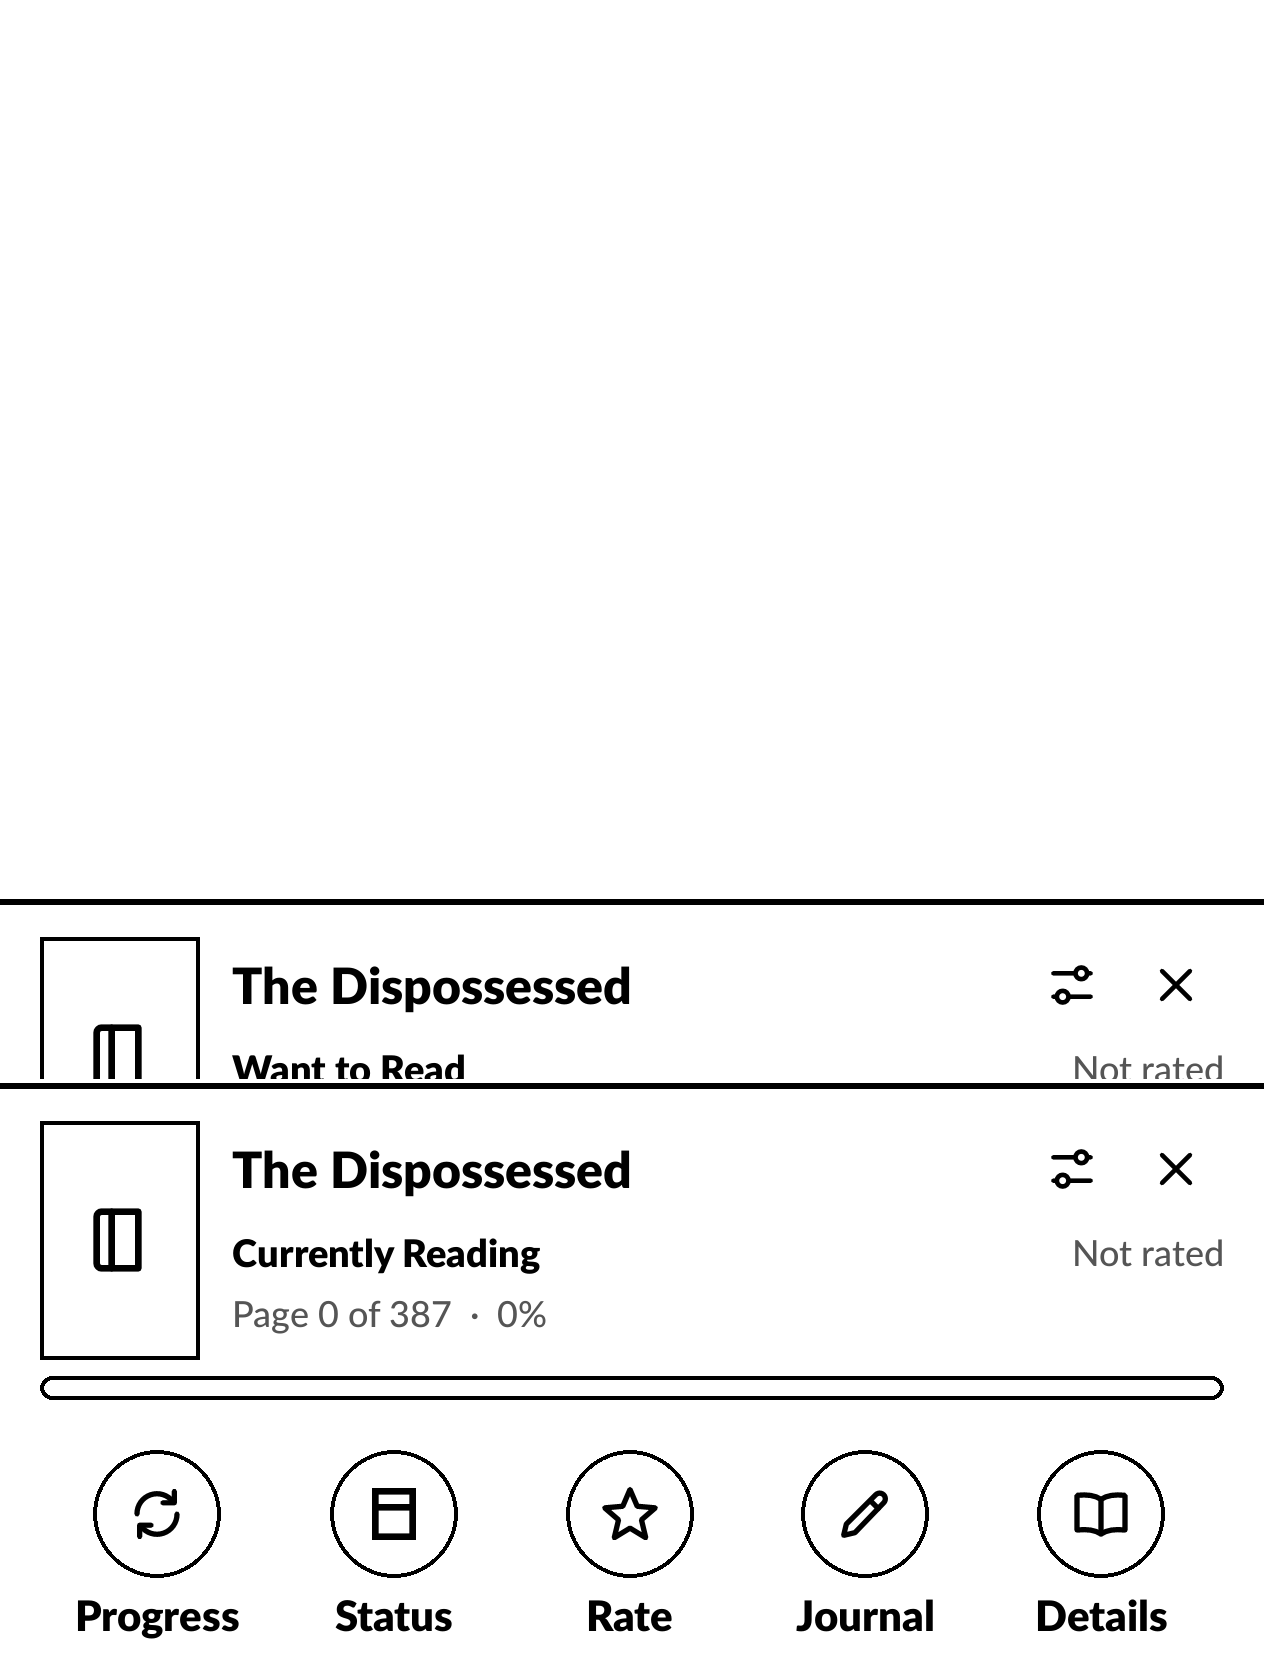 The Dispossessed
Want to Read Not rated
The Dispossessed
Currently Reading Not rated
Page 0 of 387 · 0%
Progress Status Rate Journal Details